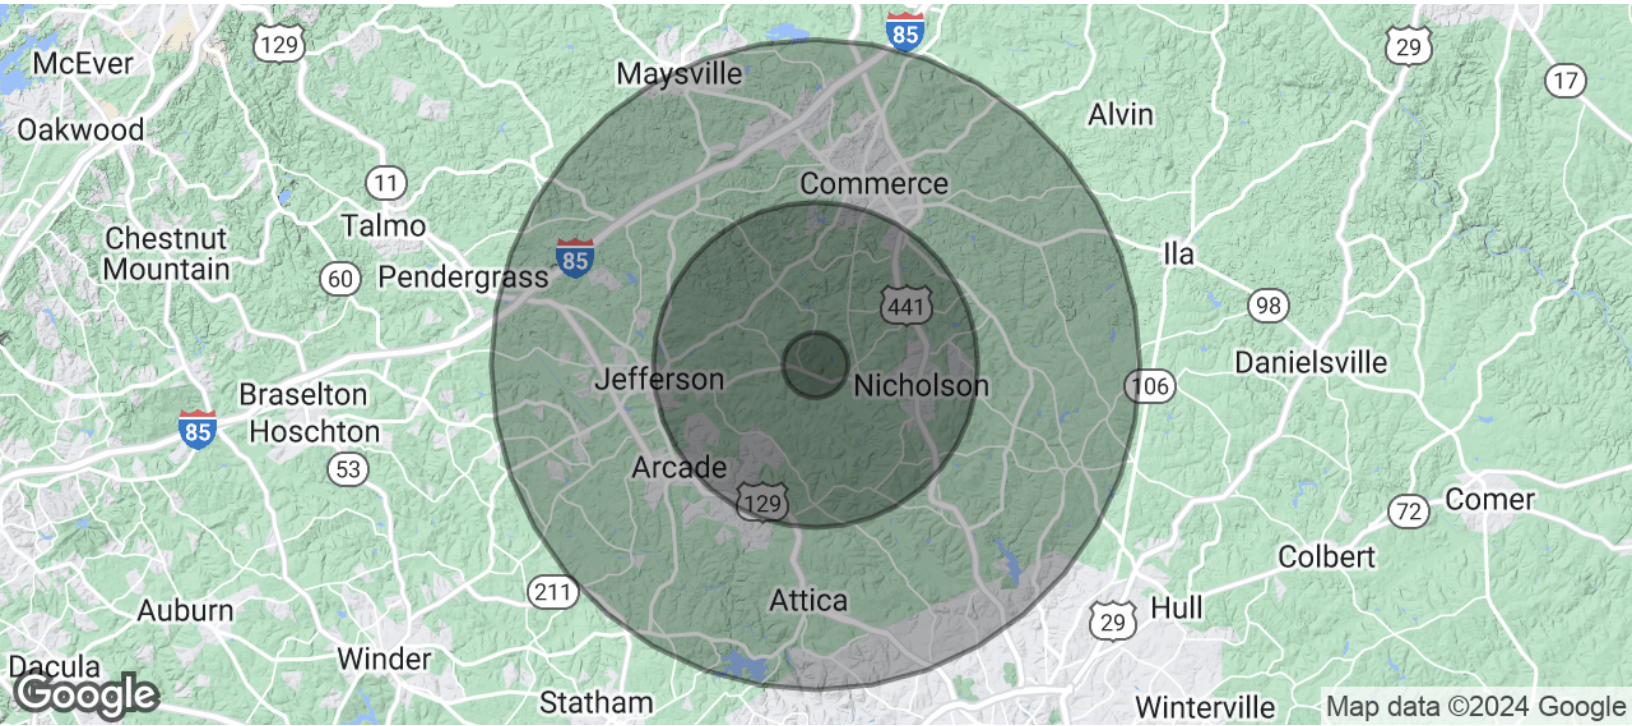 85
129
29
McEver
Maysville
17
Alvin
Oakwood
11
Commerce
Talmo
Chestnut
Mountain
Ila
85
60
Pendergrass
441
98
Danielsville
Jefferson
Nicholson
106
Braselton
85
Hoschton
53
Arcade
129
Comer
72
Colbert
211
Attica
Auburn
Hull
29
Winder
Dacula
Google
Statham
Winterville
Map data ©2024 Google